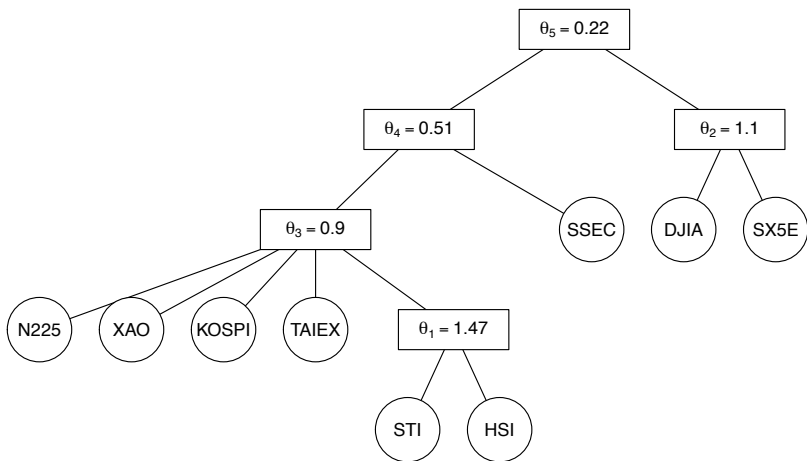 θ5 = 0.22
θ4 = 0.51
θ2 = 1.1
θ3 = 0.9
SSEC
DJIA
SX5E
N225
XAO
KOSPI
TAIEX
θ1 = 1.47
STI
HSI